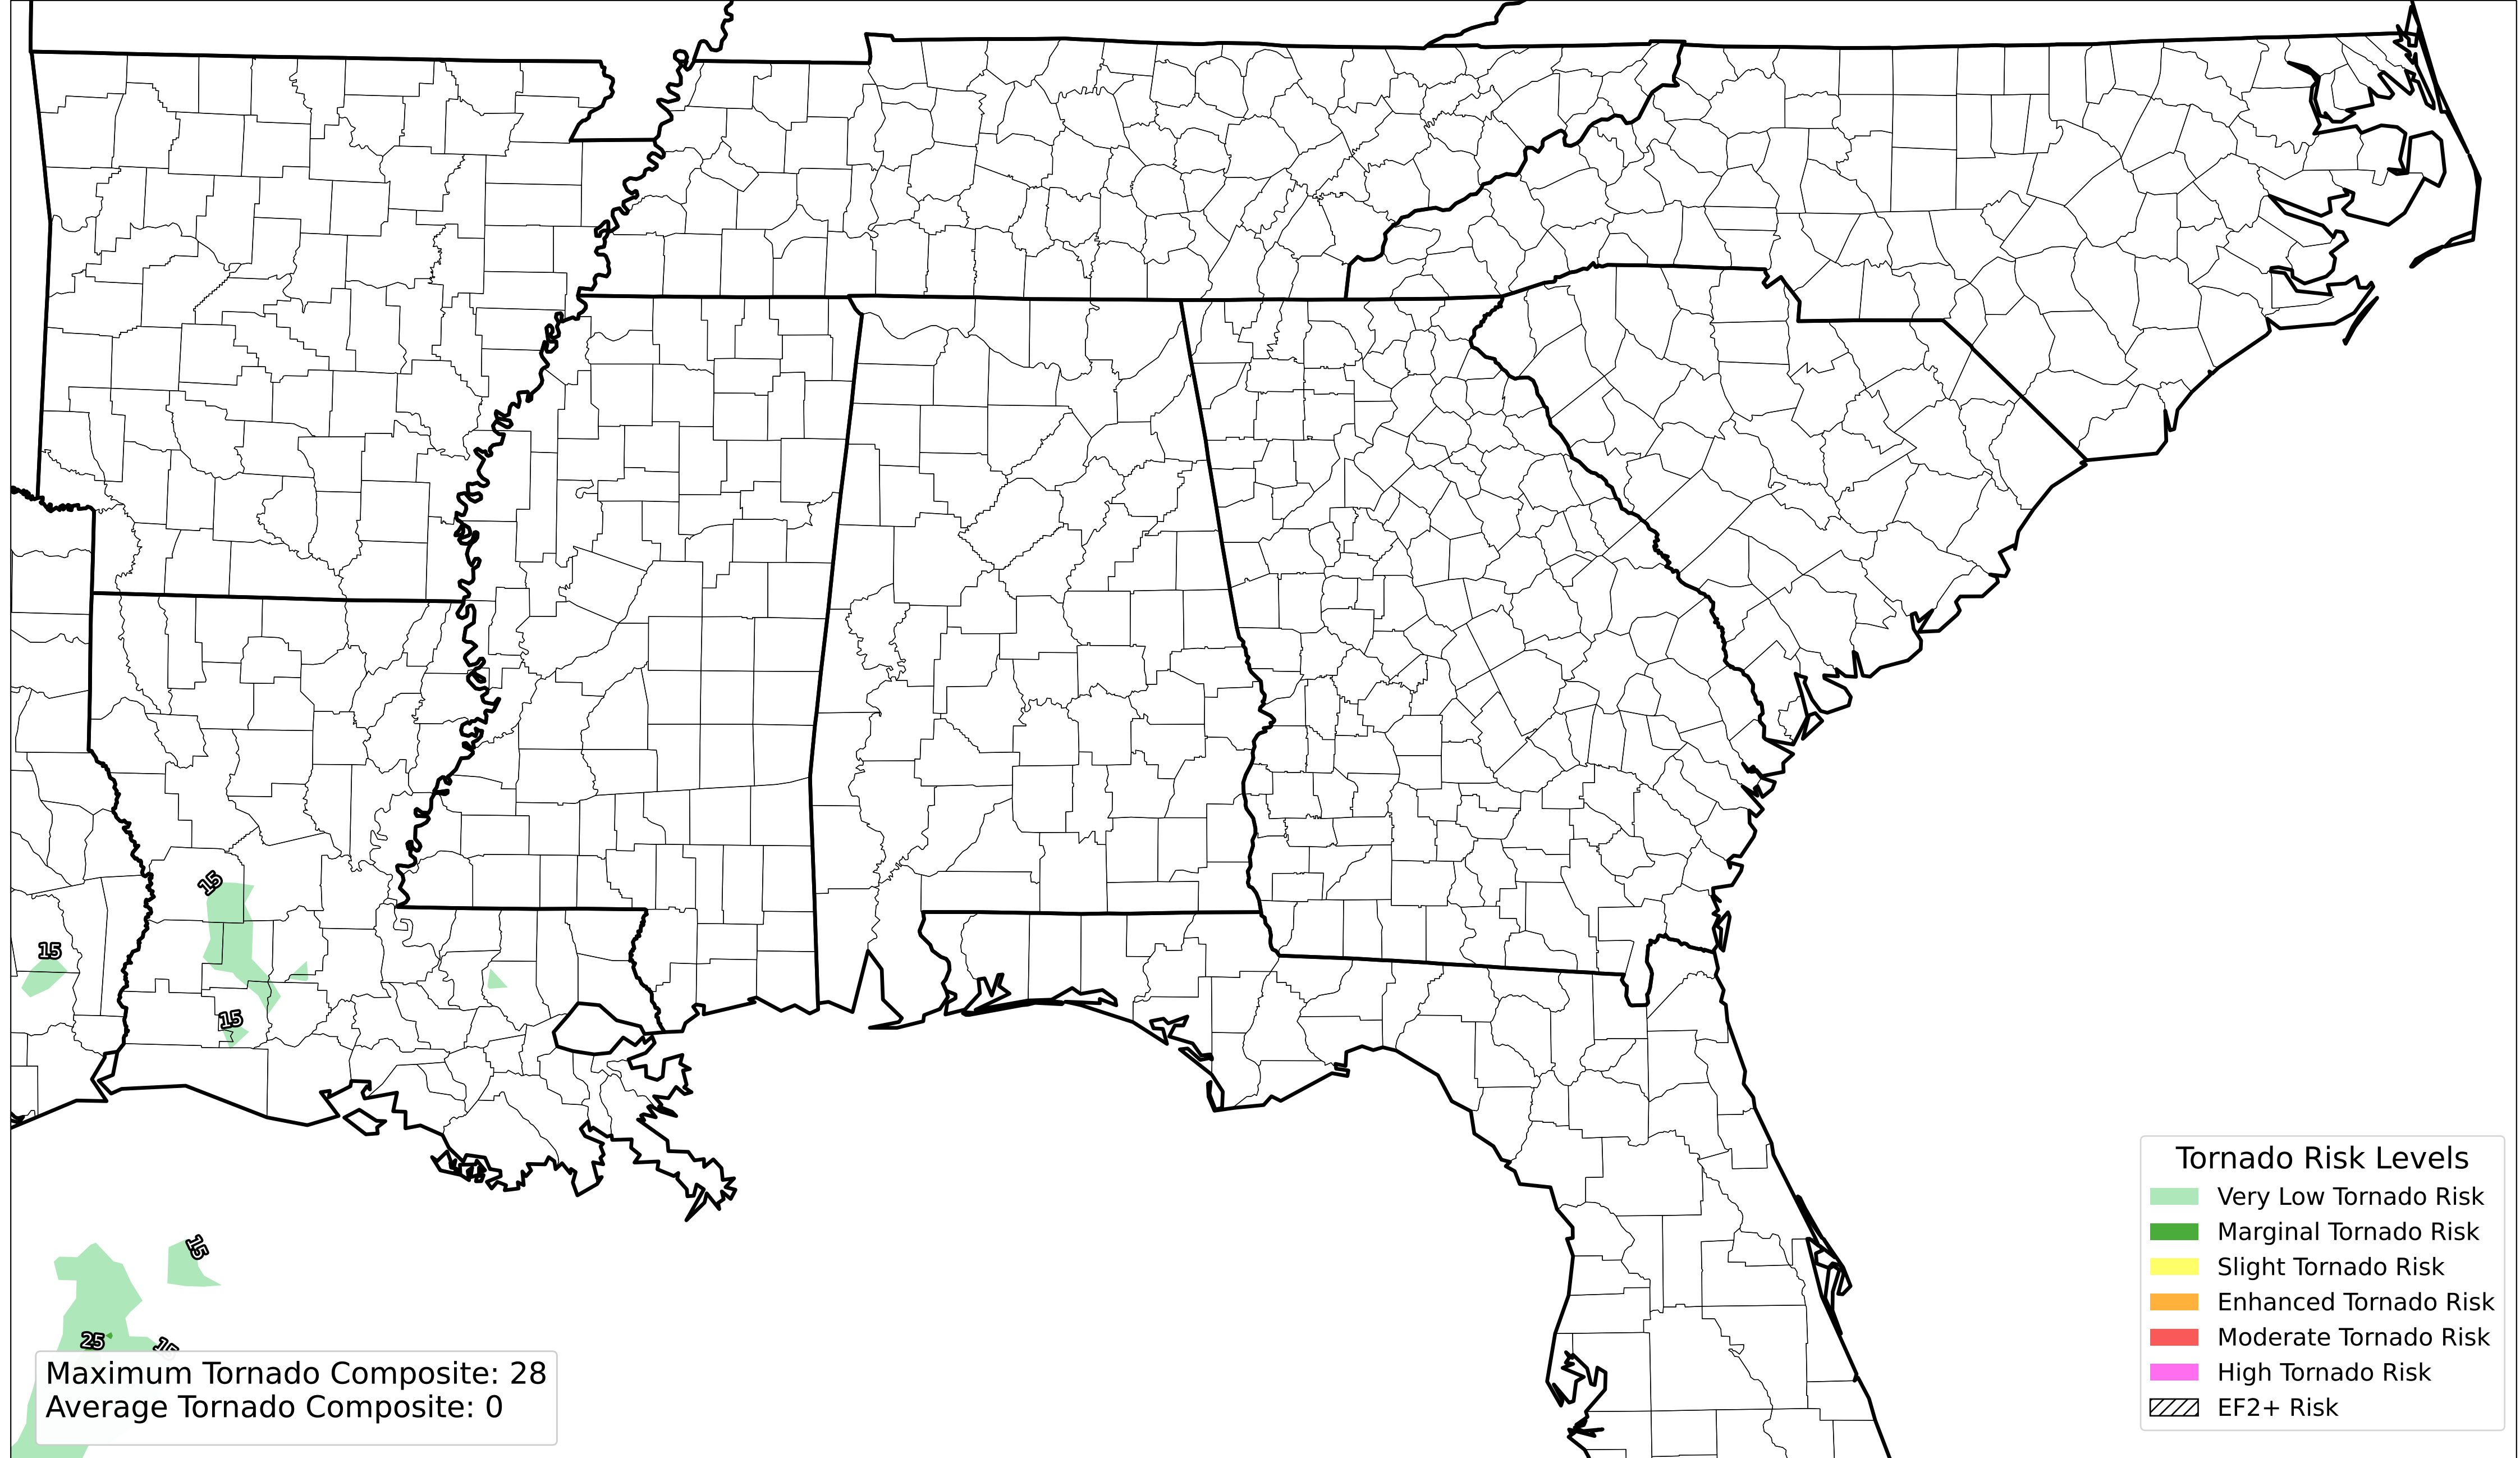 15
15
15
15
25
Maximum Tornado Composite: 28
Average Tornado Composite: 0
Tornado Risk Levels
Very Low Tornado Risk
Marginal Tornado Risk
Slight Tornado Risk
Enhanced Tornado Risk
Moderate Tornado Risk
High Tornado Risk
EF2+ Risk